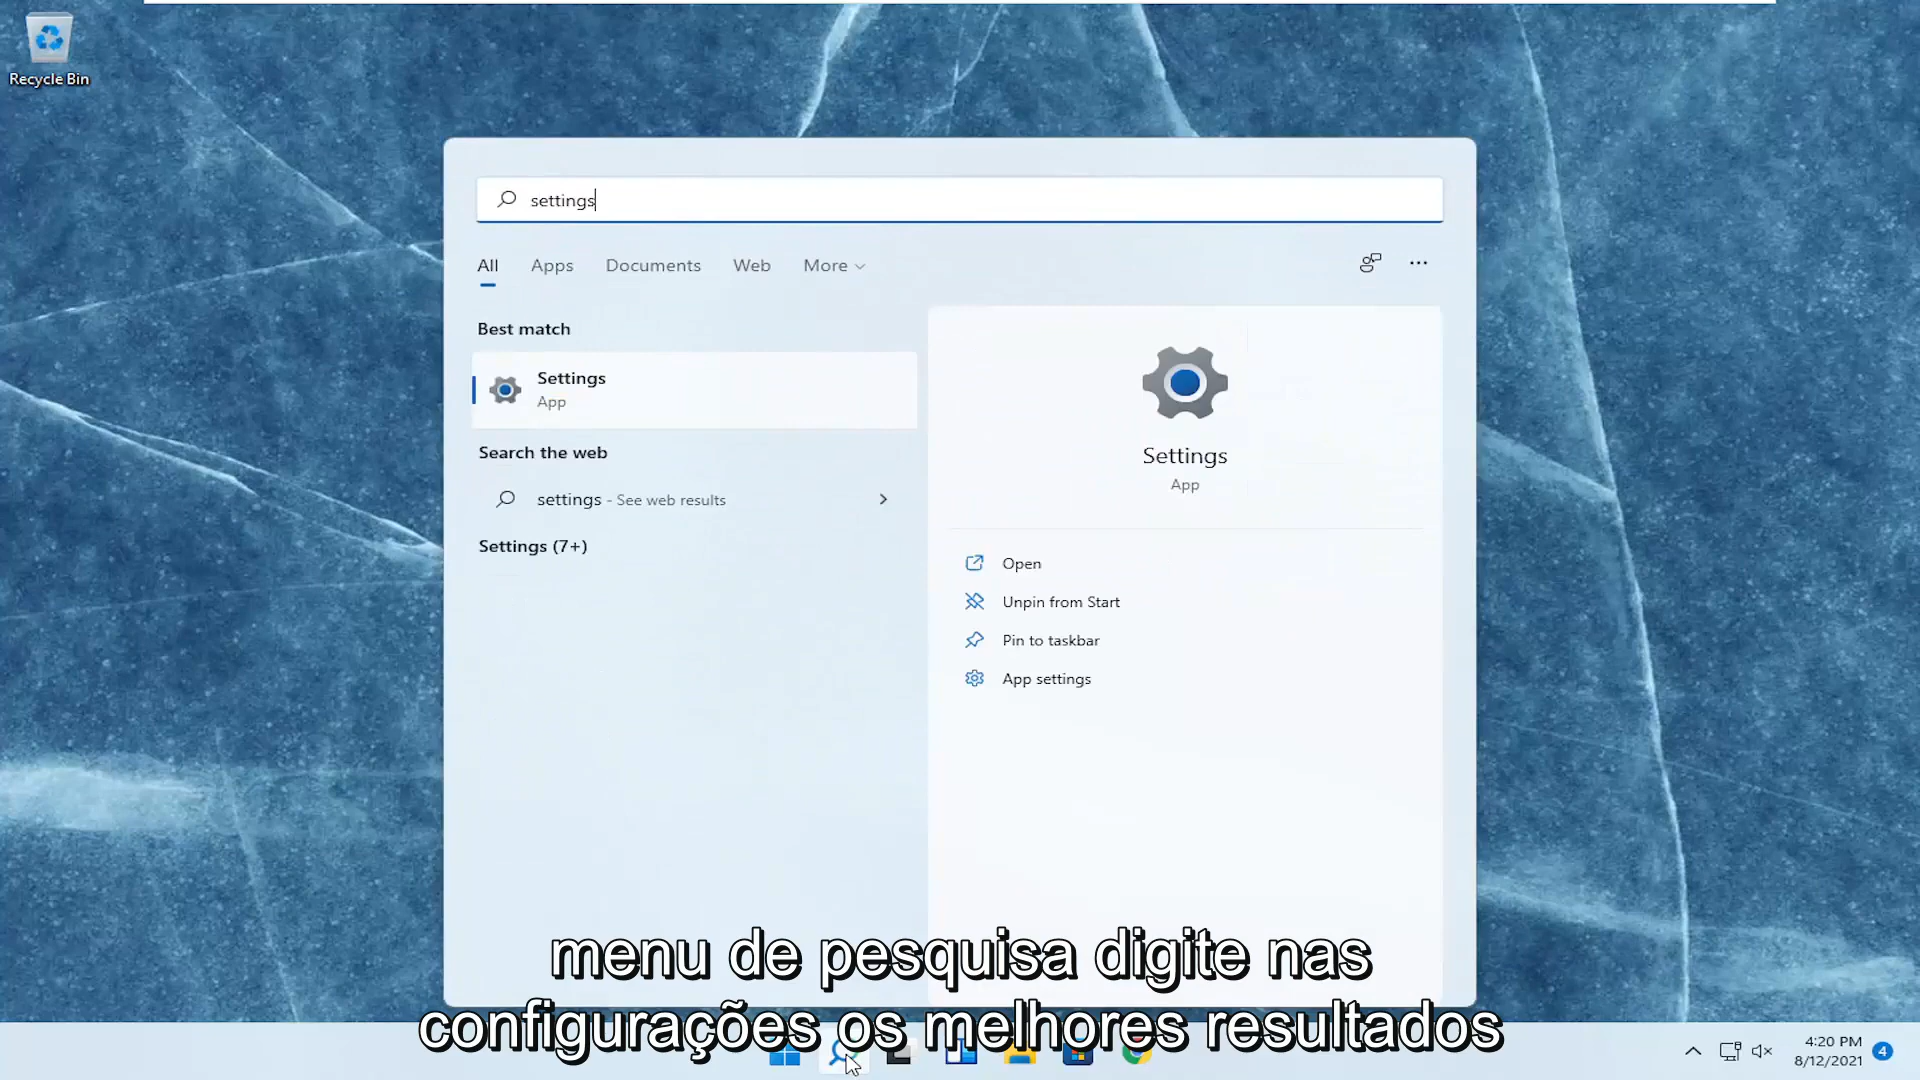 Recycle Bin
settings
All Apps Documents Web More
Best match
Settings
App
Search the web
settings - See web results
Settings (7+)
Settings
App
Open
Unpin from Start
Pin to taskbar
App settings
menu de pesquisa digite nas
configurações os melhores resultados
4:20 PM
8/12/2021
4